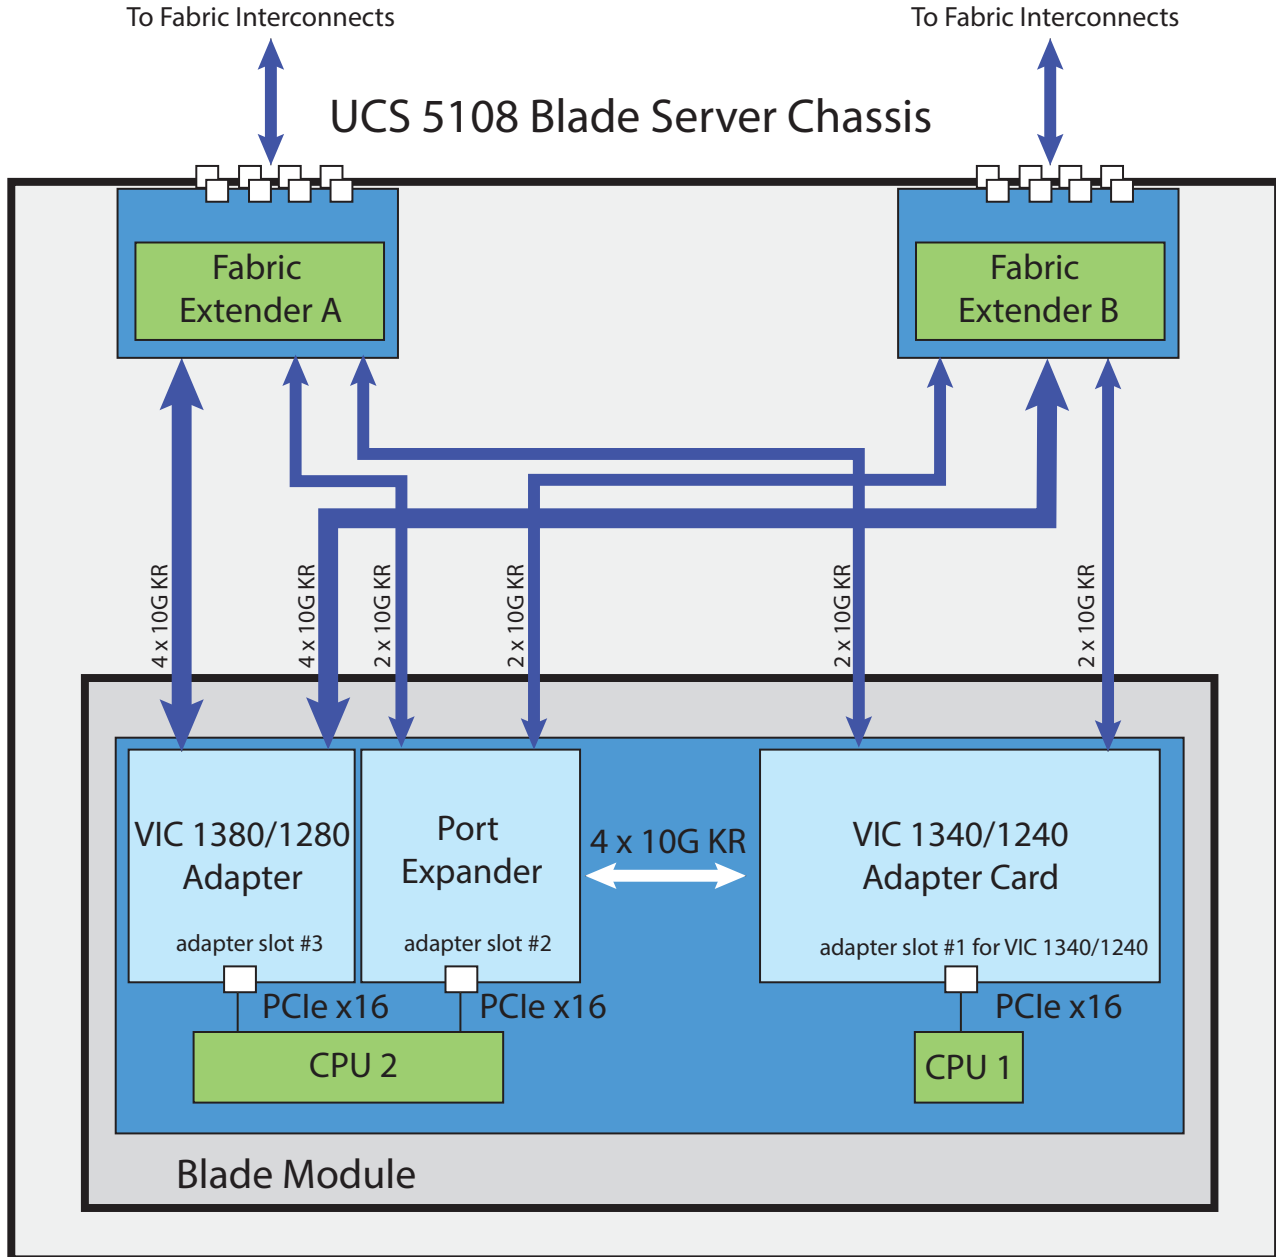 To Fabric Interconnects
To Fabric Interconnects
UCS 5108 Blade Server Chassis
Fabric
Extender A
Fabric
Extender B
4 x 10G KR
4 x 10G KR
2 x 10G KR
2 x 10G KR
2 x 10G KR
2 x 10G KR
VIC 1380/1280
Adapter
adapter slot #3
Port
Expander
adapter slot #2
4 x 10G KR
VIC 1340/1240
Adapter Card
adapter slot #1 for VIC 1340/1240
PCIe x16
PCIe x16
PCIe x16
CPU 2
CPU 1
Blade Module